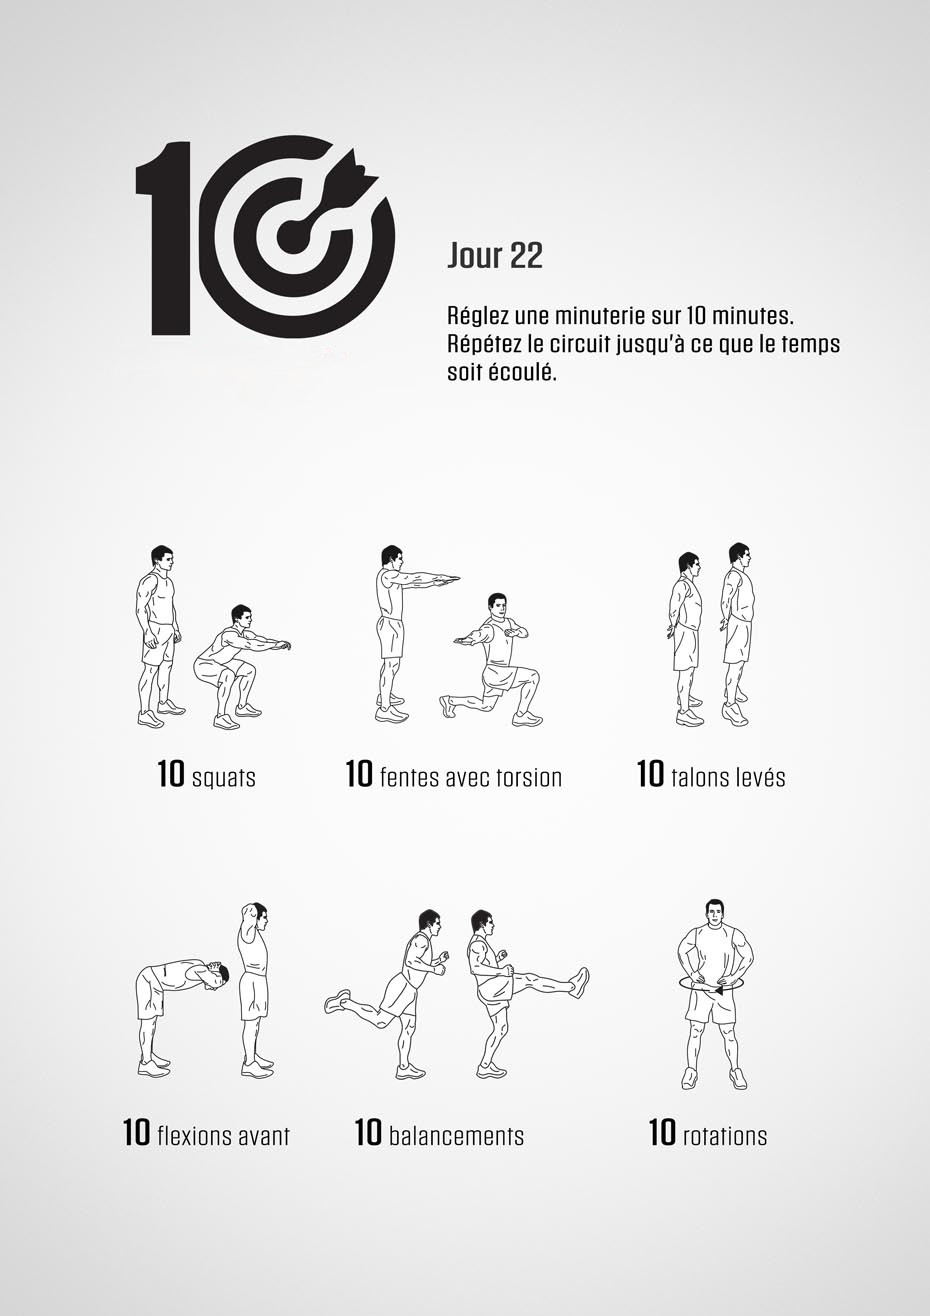 10
Jour 22
Réglez une minuterie sur 10 minutes.
Répétez le circuit jusqu'à ce que le temps
soit écoulé.
10 squats
10 fentes avec torsion
10 talons levés
10 flexions avant
10 balancements
10 rotations